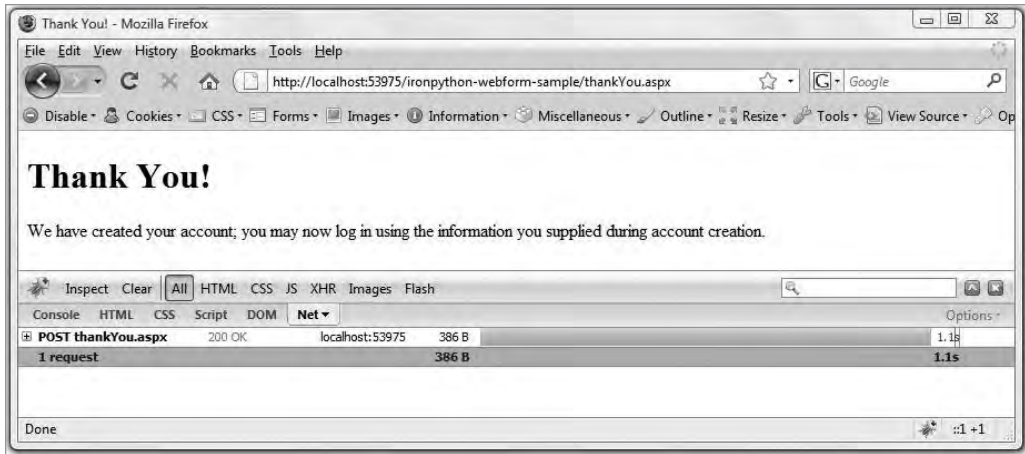 Thank You! - Mozilla Firefox
File Edit View History Bookmarks Tools Help
http://localhost:53975/ironpython-webform-sample/thankYou.aspx G Google
Disable Cookies CSS Forms Images Information Miscellaneous Outline Resize Tools View Source Op
Thank You!
We have created your account; you may now log in using the information you supplied during account creation.
Inspect Clear All HTML CSS JS XHR Images Flash
Console HTML CSS Script DOM Net Options
POST thankYou.aspx 200 OK localhost:53975 386 B 1.1s
1 request 386 B 1.1s
Done ::1 +1